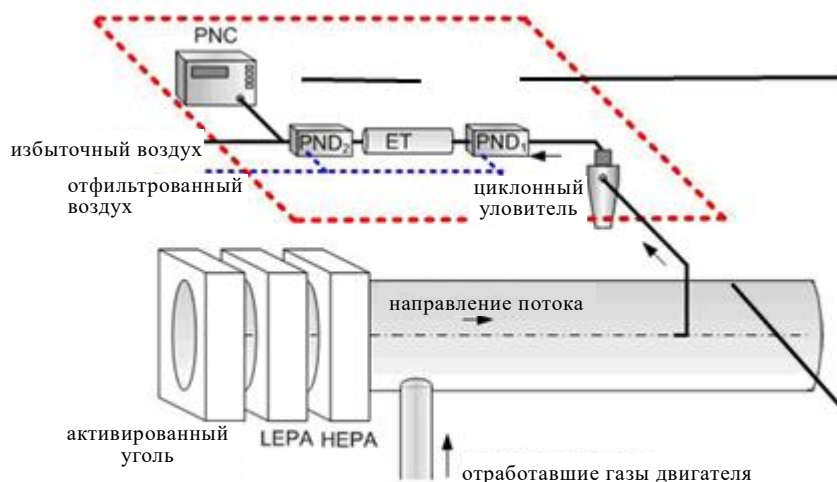 PNC
PND₂
ET
PND₁
избыточный воздух
отфильтрованный
воздух
циклонный
уловитель
направление потока
активированный
уголь
LEPA HEPA
отработавшие газы двигателя